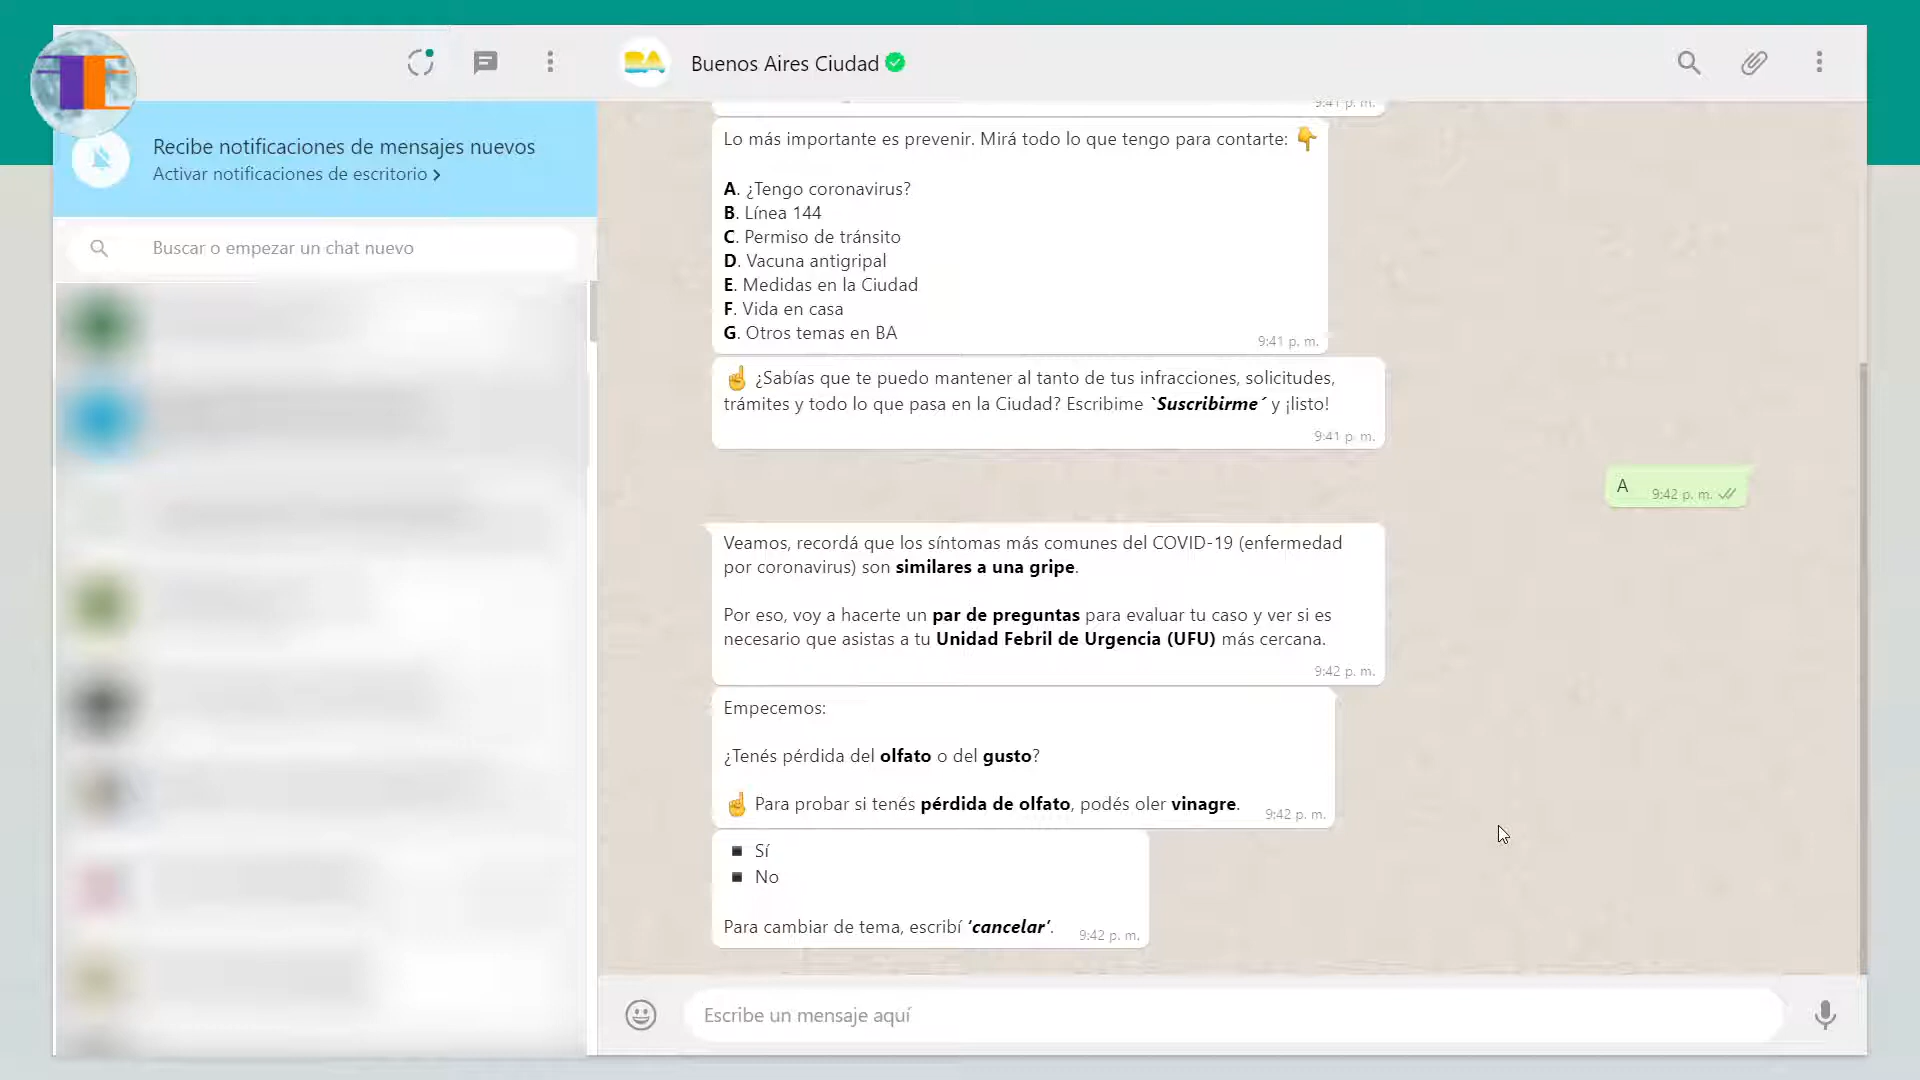 Buenos Aires Ciudad
Recibe notificaciones de mensajes nuevos
Activar notificaciones de escritorio
Buscar o empezar un chat nuevo
9:41 p. m.
Lo más importante es prevenir. Mirá todo lo que tengo para contarte: 👇
A. ¿Tengo coronavirus?
B. Línea 144
C. Permiso de tránsito
D. Vacuna antigripal
E. Medidas en la Ciudad
F. Vida en casa
G. Otros temas en BA
9:41 p. m.
☝ ¿Sabías que te puedo mantener al tanto de tus infracciones, solicitudes,
trámites y todo lo que pasa en la Ciudad? Escribime `Suscribirme´ y ¡listo!
9:41 p. m.
A 9:42 p. m.
Veamos, recordá que los síntomas más comunes del COVID-19 (enfermedad
por coronavirus) son similares a una gripe.
Por eso, voy a hacerte un par de preguntas para evaluar tu caso y ver si es
necesario que asistas a tu Unidad Febril de Urgencia (UFU) más cercana.
9:42 p. m.
Empecemos:
¿Tenés pérdida del olfato o del gusto?
☝ Para probar si tenés pérdida de olfato, podés oler vinagre.
9:42 p. m.
▪ Sí
▪ No
Para cambiar de tema, escribí ‘cancelar’.
9:42 p. m.
Escribe un mensaje aquí